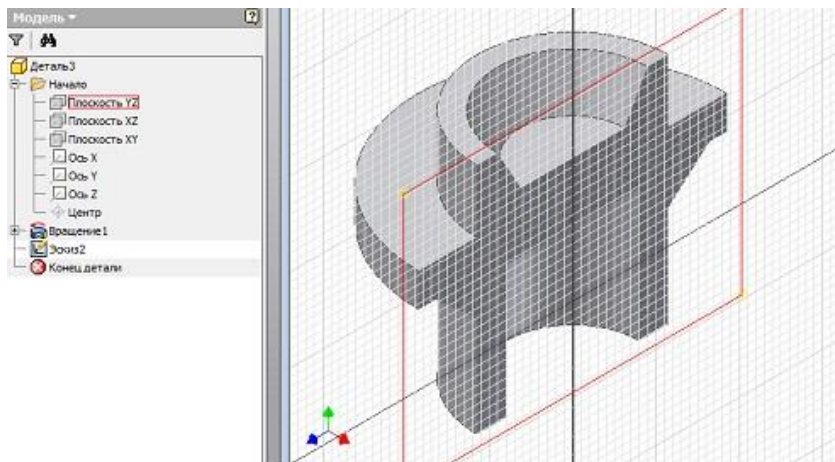 Модель
Деталь3
Начало
Плоскость YZ
Плоскость XZ
Плоскость XY
Ось X
Ось Y
Ось Z
Центр
Вращение1
Эскиз2
Конец детали